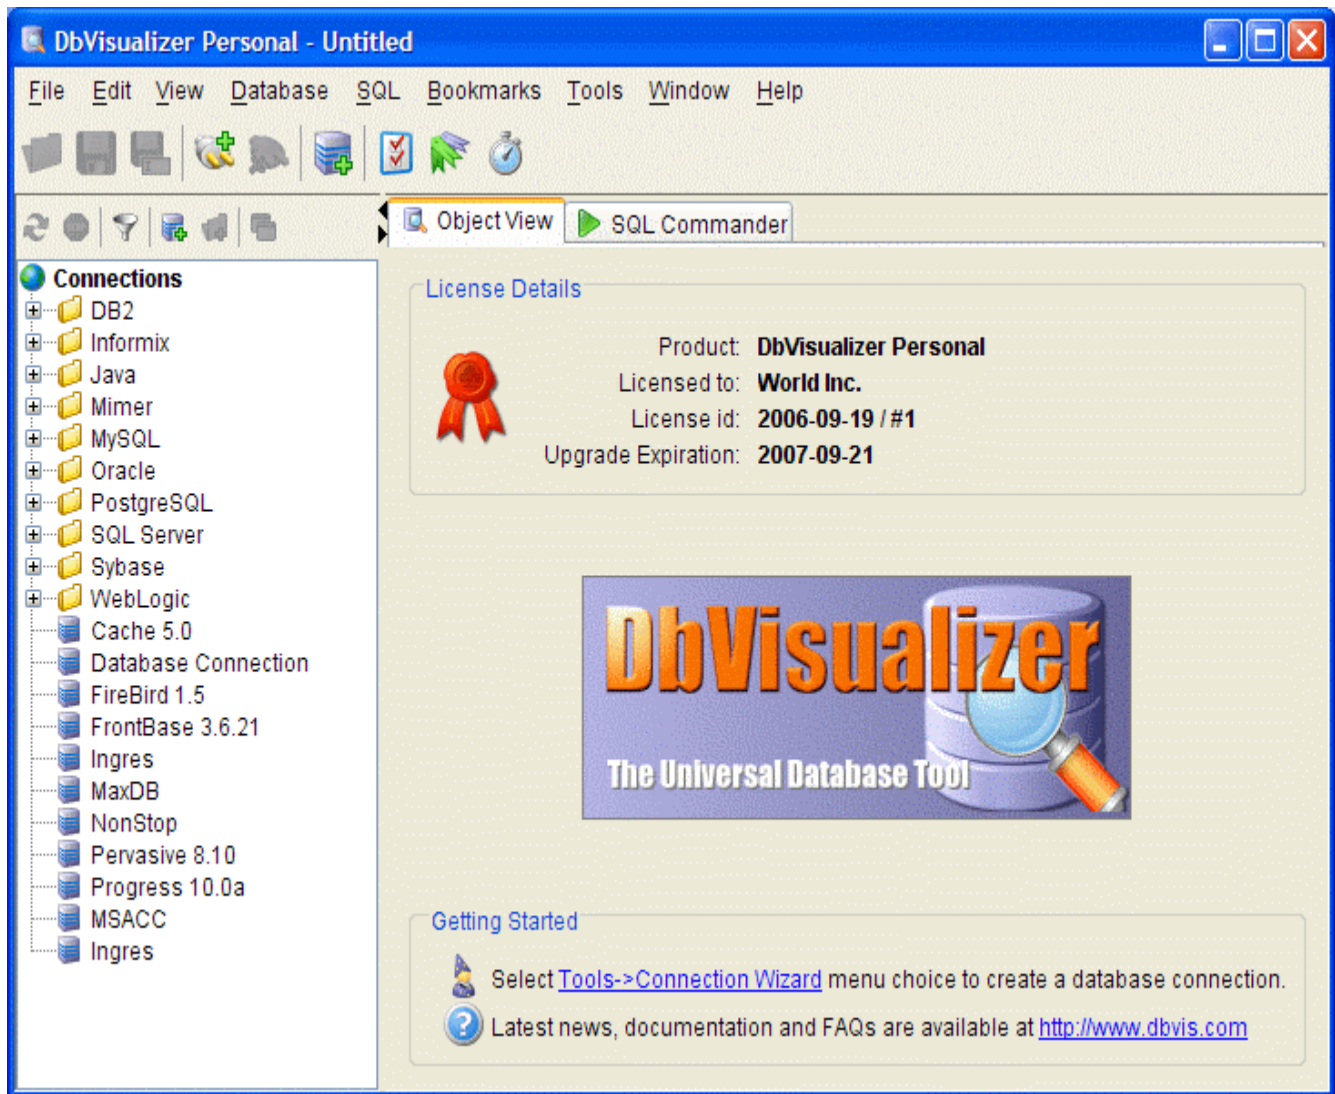 DbVisualizer Personal - Untitled
File Edit View Database SQL Bookmarks Tools Window Help
Object View SQL Commander
Connections
DB2
Informix
Java
Mimer
MySQL
Oracle
PostgreSQL
SQL Server
Sybase
WebLogic
Cache 5.0
Database Connection
FireBird 1.5
FrontBase 3.6.21
Ingres
MaxDB
NonStop
Pervasive 8.10
Progress 10.0a
MSACC
Ingres
License Details
Product: DbVisualizer Personal
Licensed to: World Inc.
License id: 2006-09-19 / #1
Upgrade Expiration: 2007-09-21
DbVisualizer
The Universal Database Tool
Getting Started
Select Tools->Connection Wizard menu choice to create a database connection.
Latest news, documentation and FAQs are available at http://www.dbvis.com